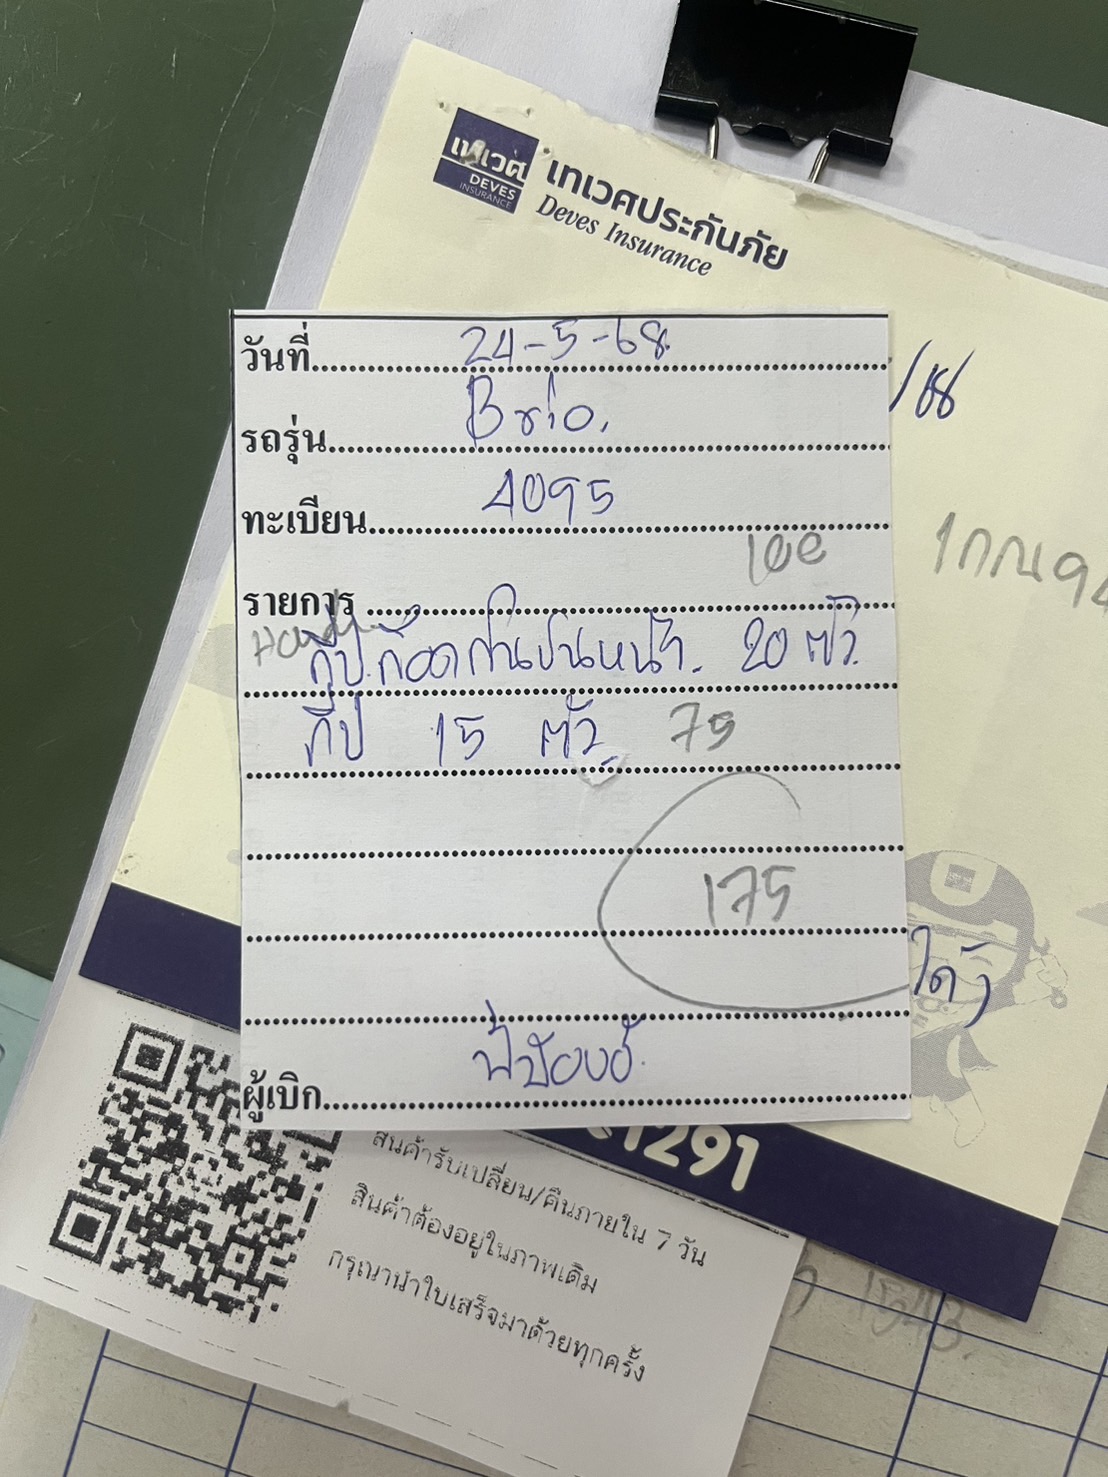 เทเวศ
DEVES
INSURANCE
เทเวศประกันภัย
Deves Insurance
วันที่ 24-5-68
/68
รถรุ่น Brio.
ทะเบียน 4095
100
1กณ94
รายการ
กิ๊ปถอดกันชนหน้า. 20 ตัว.
กิ๊ป 15 ตัว 75
175
ได้
ผู้เบิก
1291
สินค้ารับเปลี่ยน/คืนภายใน 7 วัน
สินค้าต้องอยู่ในภาพเดิม
กรุณานำใบเสร็จมาด้วยทุกครั้ง
1543